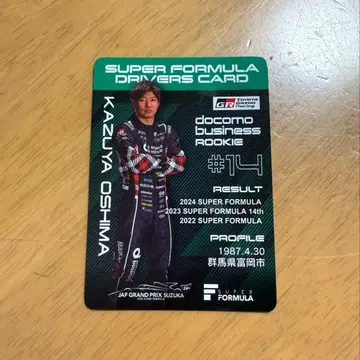 SUPER FORMULA
DRIVERS CARD
KAZUYA OSHIMA
GR TOYOTA GAZOO Racing
docomo
business
ROOKIE
#14
RESULT
2024 SUPER FORMULA
2023 SUPER FORMULA 14th
2022 SUPER FORMULA
PROFILE
1987.4.30
群馬県富岡市
JAF GRAND PRIX SUZUKA
SUPER
FORMULA